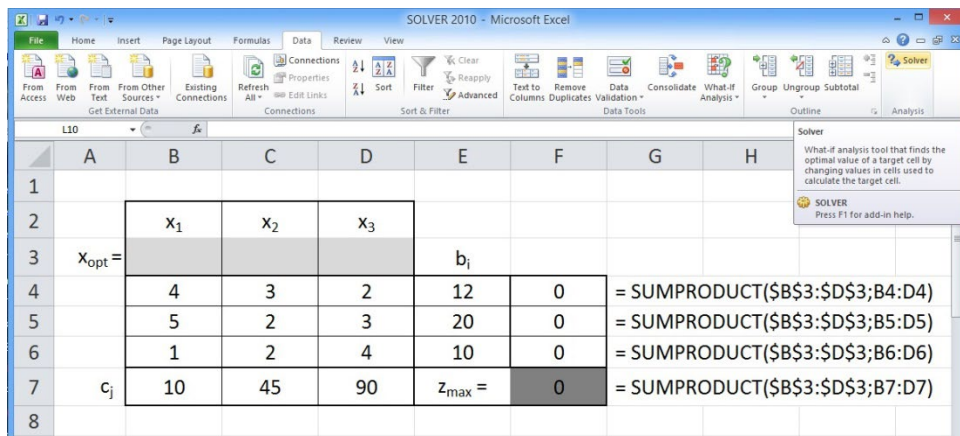 SOLVER 2010 - Microsoft Excel
File Home Insert Page Layout Formulas Data Review View
From Access
From Web
From Text
From Other Sources
Existing Connections
Get External Data
Refresh All
Connections
Properties
Edit Links
Connections
Sort
Filter
Clear
Reapply
Advanced
Sort & Filter
Text to Columns
Remove Duplicates
Data Validation
Consolidate
What-If Analysis
Data Tools
Group
Ungroup
Subtotal
Outline
Solver
Analysis
L10 fx
Solver
What-if analysis tool that finds the
optimal value of a target cell by
changing values in cells used to
calculate the target cell.
SOLVER
Press F1 for add-in help.
A B C D E F G H
1
2 x1 x2 x3
3 xopt = bi
4 4 3 2 12 0 = SUMPRODUCT($B$3:$D$3;B4:D4)
5 5 2 3 20 0 = SUMPRODUCT($B$3:$D$3;B5:D5)
6 1 2 4 10 0 = SUMPRODUCT($B$3:$D$3;B6:D6)
7 cj 10 45 90 zmax = 0 = SUMPRODUCT($B$3:$D$3;B7:D7)
8